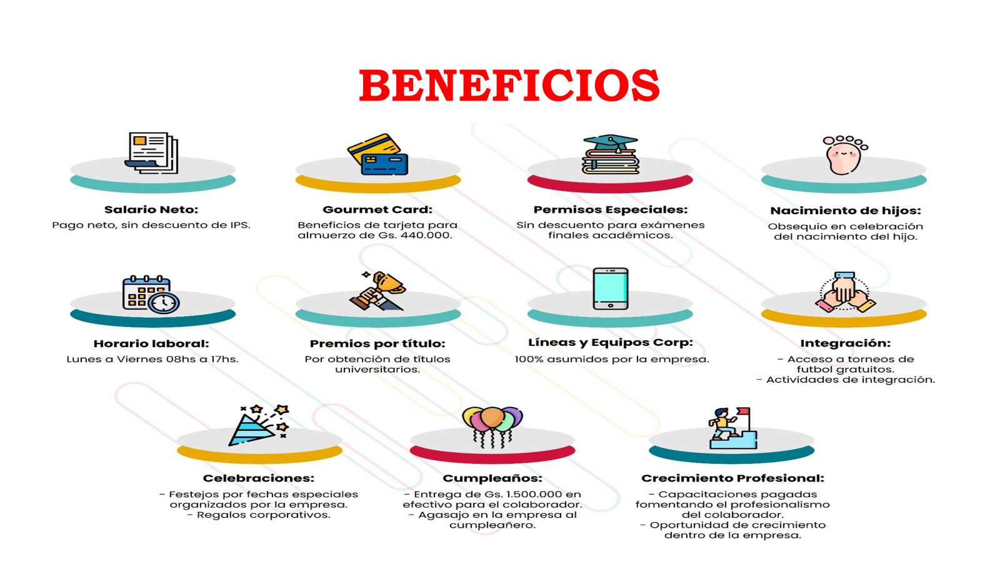 BENEFICIOS
Salario Neto:
Pago neto, sin descuento de IPS.
Gourmet Card:
Beneficios de tarjeta para
almuerzo de Gs. 440.000.
Permisos Especiales:
Sin descuento para exámenes
finales académicos.
Nacimiento de hijos:
Obsequio en celebración
del nacimiento del hijo.
Horario laboral:
Lunes a Viernes 08hs a 17hs.
Premios por título:
Por obtención de títulos
universitarios.
Líneas y Equipos Corp:
100% asumidos por la empresa.
Integración:
- Acceso a torneos de
futbol gratuitos.
- Actividades de integración.
Celebraciones:
- Festejos por fechas especiales
organizados por la empresa.
- Regalos corporativos.
Cumpleaños:
- Entrega de Gs. 1.500.000 en
efectivo para el colaborador.
- Agasajo en la empresa al
cumpleañero.
Crecimiento Profesional:
- Capacitaciones pagadas
fomentando el profesionalismo
del colaborador.
- Oportunidad de crecimiento
dentro de la empresa.